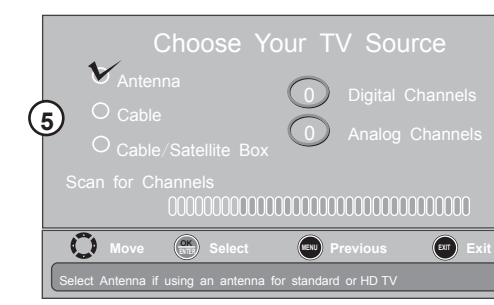 Choose Your TV Source
Antenna
0 Digital Channels
5
Cable
0 Analog Channels
Cable/Satellite Box
Scan for Channels
Move OK ENTER Select MENU Previous EXIT Exit
Select Antenna if using an antenna for standard or HD TV